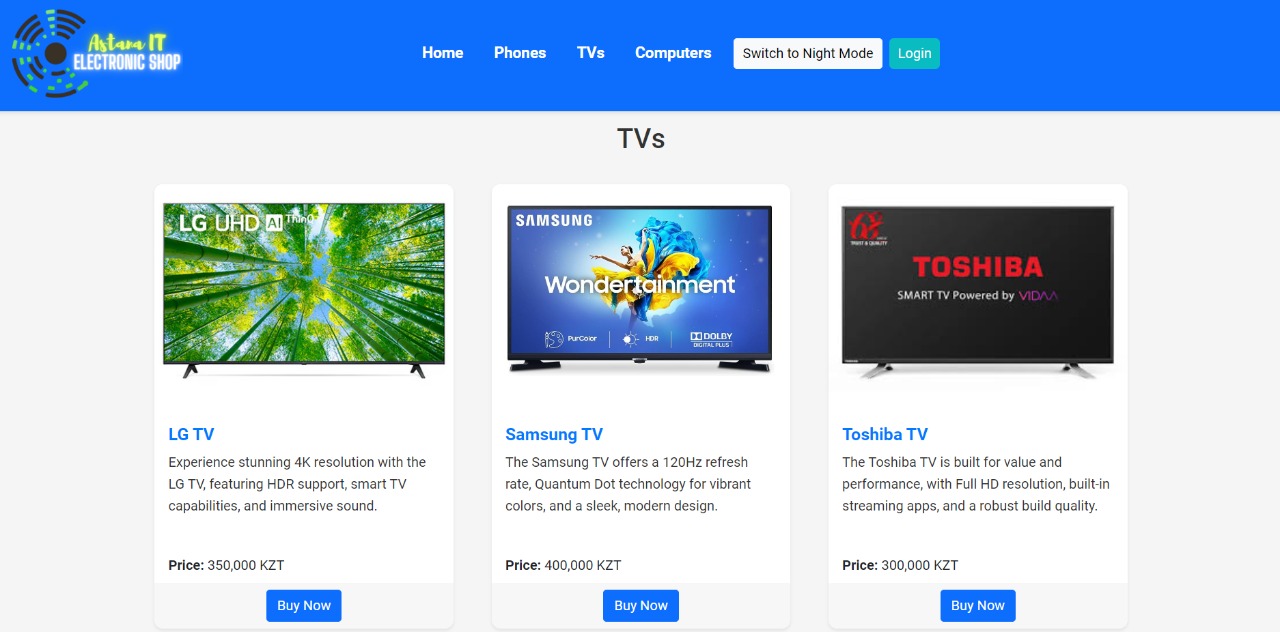 Astana IT
ELECTRONIC SHOP
Home Phones TVs Computers Switch to Night Mode Login
TVs
LG UHD AI ThinQ
SAMSUNG
Wondertainment
PurColor HDR DOLBY
DIGITAL PLUS
TRUST & QUALITY
TOSHIBA
SMART TV Powered by VIDAA
LG TV
Experience stunning 4K resolution with the
LG TV, featuring HDR support, smart TV
capabilities, and immersive sound.
Price: 350,000 KZT
Buy Now
Samsung TV
The Samsung TV offers a 120Hz refresh
rate, Quantum Dot technology for vibrant
colors, and a sleek, modern design.
Price: 400,000 KZT
Buy Now
Toshiba TV
The Toshiba TV is built for value and
performance, with Full HD resolution, built-in
streaming apps, and a robust build quality.
Price: 300,000 KZT
Buy Now